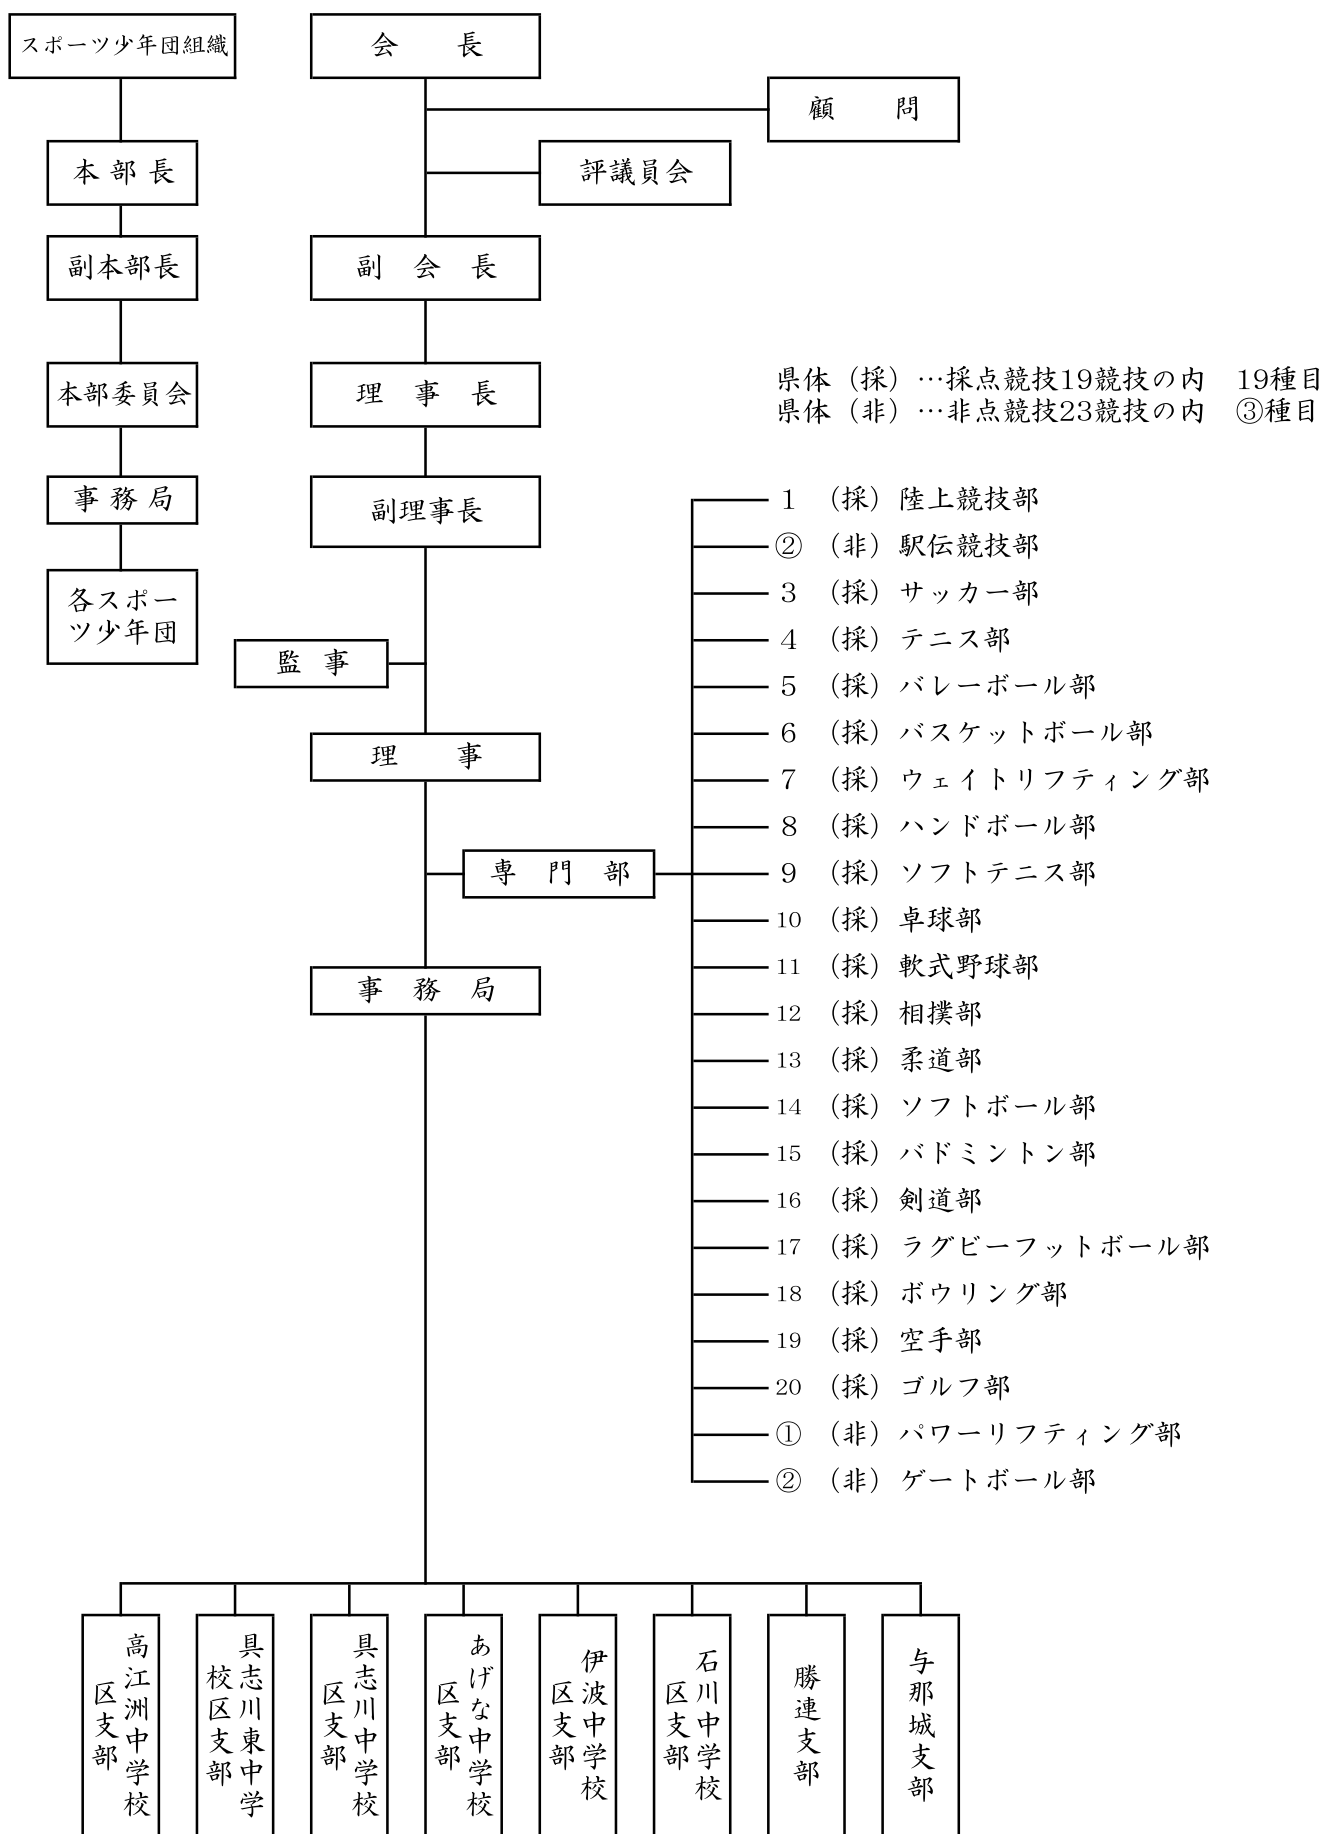 スポーツ少年団組織
本部長
副本部長
本部委員会
事務局
各スポー
ツ少年団
会　長
顧　問
評議員会
副　会　長
理　事　長
副理事長
監　事
理　事
専　門　部
事　務　局
県体（採）…採点競技19競技の内　19種目
県体（非）…非点競技23競技の内　③種目
1　（採）陸上競技部
②　（非）駅伝競技部
3　（採）サッカー部
4　（採）テニス部
5　（採）バレーボール部
6　（採）バスケットボール部
7　（採）ウェイトリフティング部
8　（採）ハンドボール部
9　（採）ソフトテニス部
10　（採）卓球部
11　（採）軟式野球部
12　（採）相撲部
13　（採）柔道部
14　（採）ソフトボール部
15　（採）バドミントン部
16　（採）剣道部
17　（採）ラグビーフットボール部
18　（採）ボウリング部
19　（採）空手部
20　（採）ゴルフ部
①　（非）パワーリフティング部
②　（非）ゲートボール部
高江洲中学校
区支部
具志川東中学
校区支部
具志川中学校
区支部
あげな中学校
区支部
伊波中学校
区支部
石川中学校
区支部
勝連支部
与那城支部